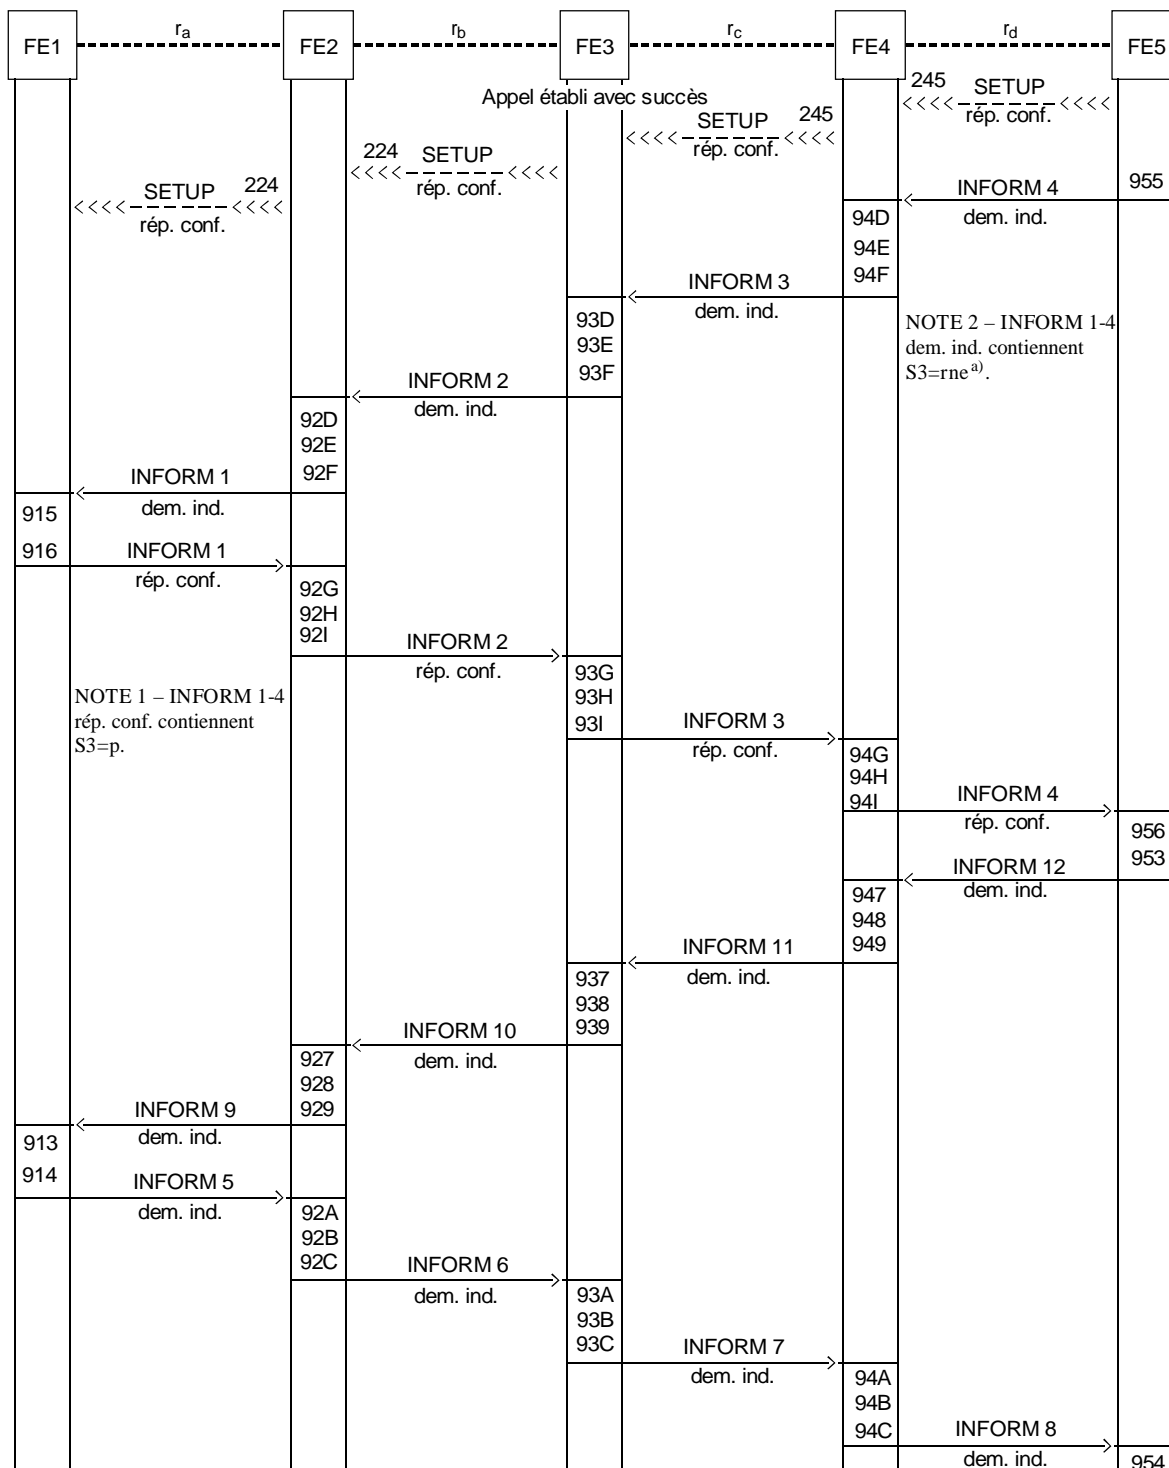 FE1 ra FE2 rb FE3 rc FE4 rd FE5
245 SETUP
rép. conf.
Appel établi avec succès
SETUP 245
rép. conf.
224 SETUP
rép. conf.
SETUP 224
rép. conf.
INFORM 4 955
dem. ind.
94D
94E
94F
INFORM 3
dem. ind.
93D
93E
93F
NOTE 2 – INFORM 1-4
dem. ind. contiennent
S3=rne a).
INFORM 2
dem. ind.
92D
92E
92F
INFORM 1
dem. ind.
915
916
INFORM 1
rép. conf.
92G
92H
92I
INFORM 2
rép. conf.
NOTE 1 – INFORM 1-4
rép. conf. contiennent
S3=p.
93G
93H
93I
INFORM 3
rép. conf.
94G
94H
94I
INFORM 4
rép. conf.
956
953
INFORM 12
dem. ind.
947
948
949
INFORM 11
dem. ind.
937
938
939
INFORM 10
dem. ind.
927
928
929
INFORM 9
dem. ind.
913
914
INFORM 5
dem. ind.
92A
92B
92C
INFORM 6
dem. ind.
93A
93B
93C
INFORM 7
dem. ind.
94A
94B
94C
INFORM 8
dem. ind.
954